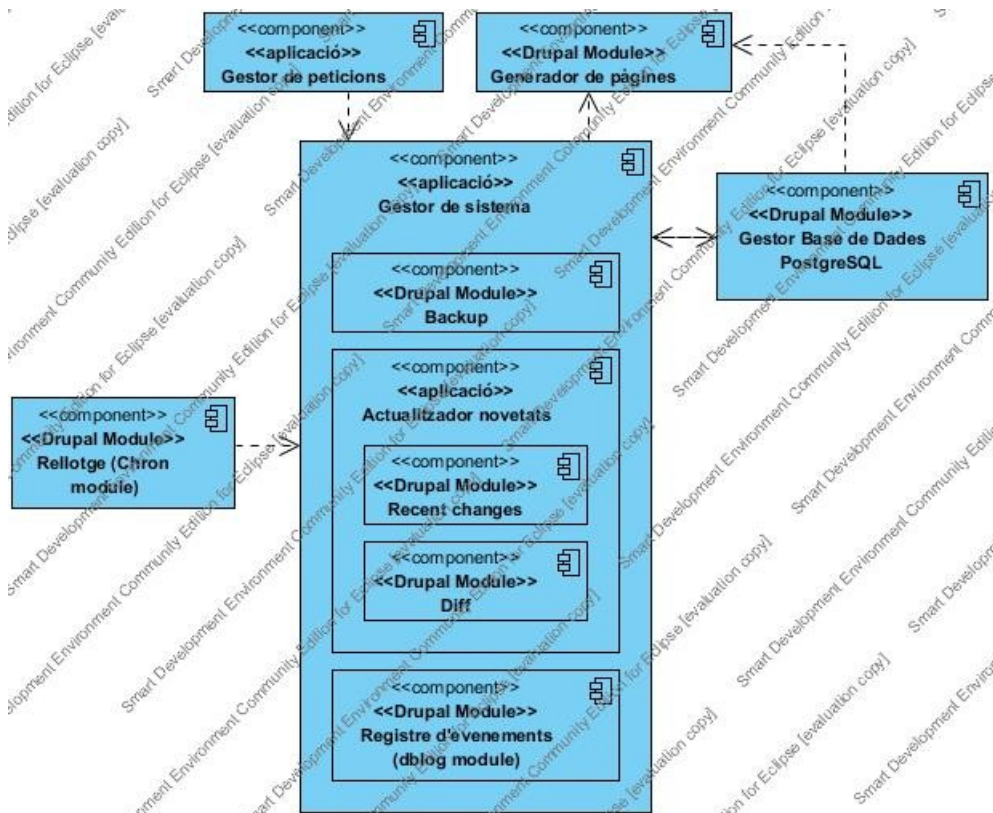 <<component>>
<<aplicació>>
Gestor de peticions
<<component>>
<<Drupal Module>>
Generador de pàgines
<<component>>
<<aplicació>>
Gestor de sistema
<<component>>
<<Drupal Module>>
Gestor Base de Dades
PostgreSQL
<<component>>
<<Drupal Module>>
Backup
<<component>>
<<aplicació>>
Actualitzador novetats
<<component>>
<<Drupal Module>>
Rellotge (Chron
module)
<<component>>
<<Drupal Module>>
Recent changes
<<component>>
<<Drupal Module>>
Diff
<<component>>
<<Drupal Module>>
Registre d'evenements
(dblog module)
Smart Development Environment Community Edition for Eclipse [evaluation copy]